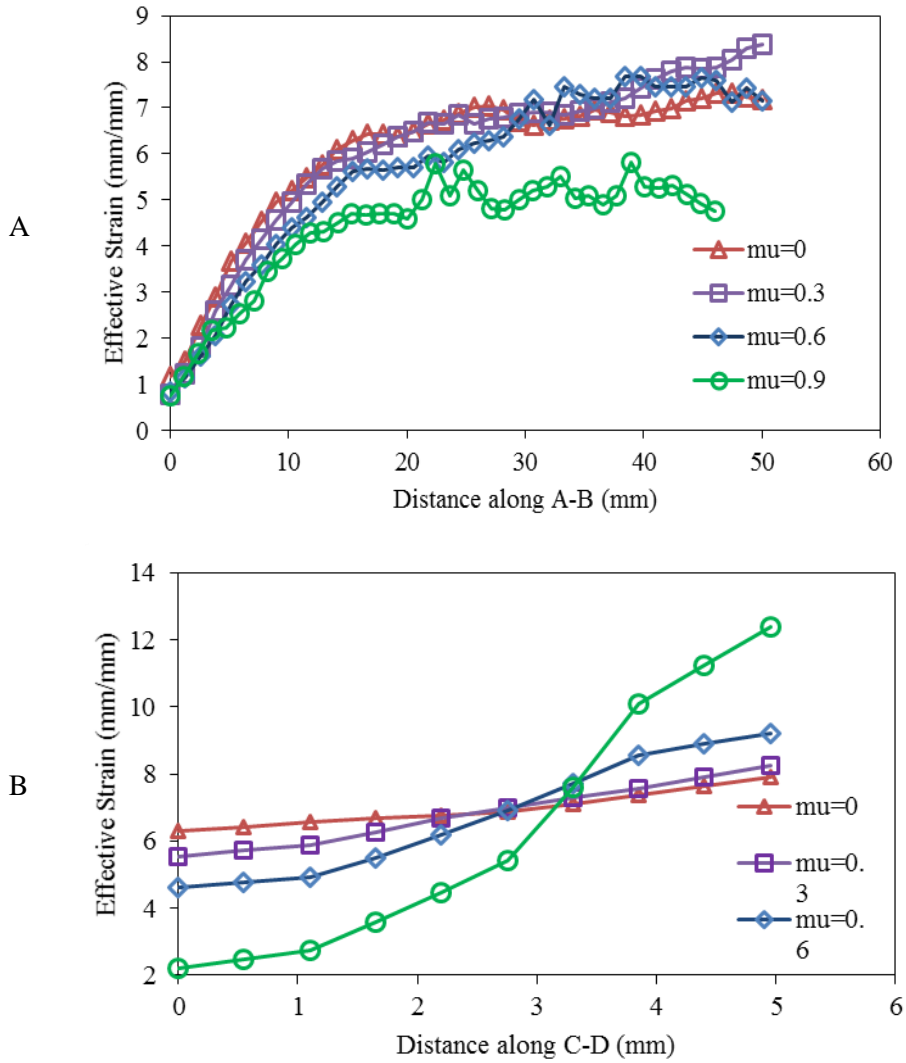 A
Effective Strain (mm/mm)
9
8
7
6
5
4
3
2
1
0
mu=0
mu=0.3
mu=0.6
mu=0.9
0 10 20 30 40 50 60
Distance along A-B (mm)
B
Effective Strain (mm/mm)
14
12
10
8
6
4
2
mu=0
mu=0.
3
mu=0.
6
0 1 2 3 4 5 6
Distance along C-D (mm)